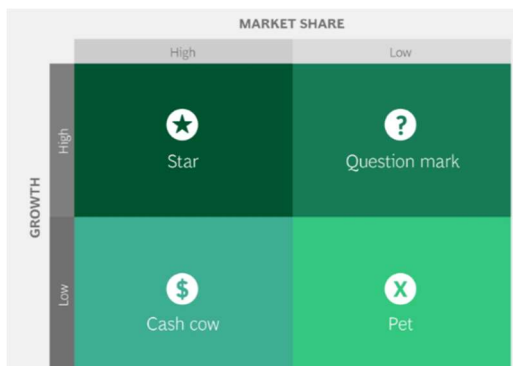 MARKET SHARE
High Low
GROWTH
High
Star
?
Question mark
Low
$
Cash cow
X
Pet